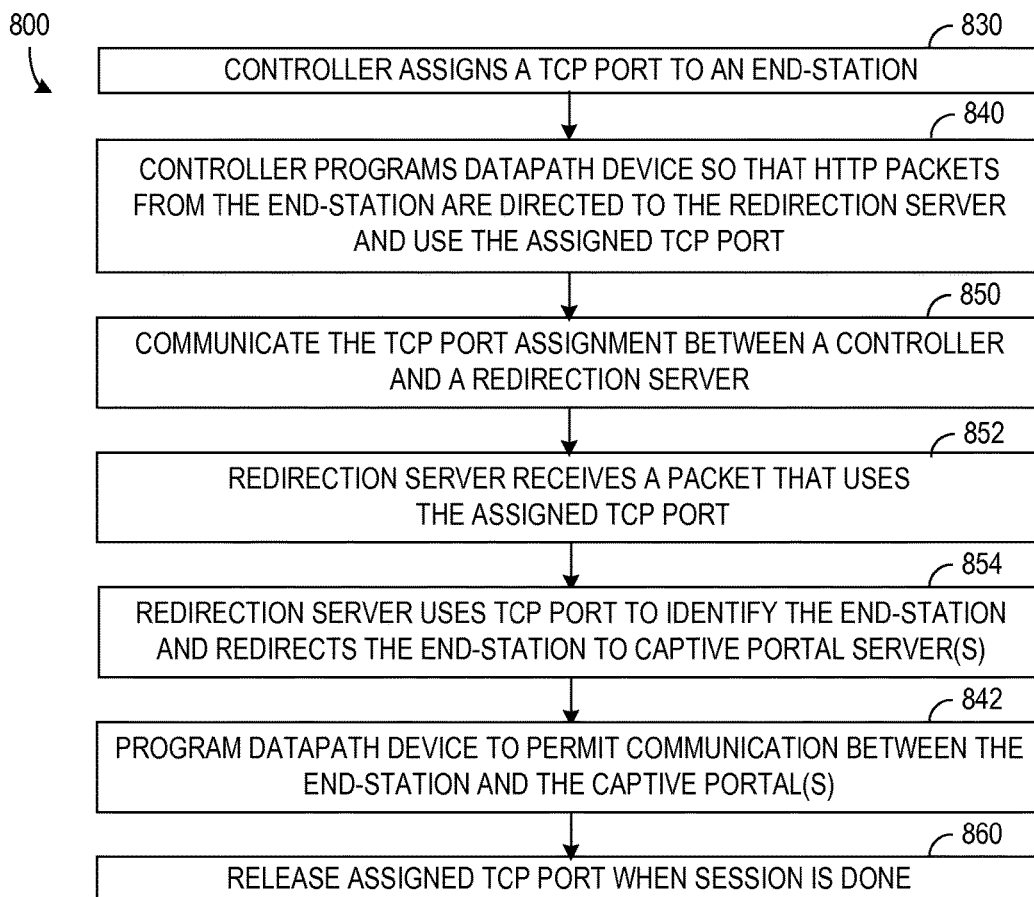 800
830
CONTROLLER ASSIGNS A TCP PORT TO AN END-STATION
840
CONTROLLER PROGRAMS DATAPATH DEVICE SO THAT HTTP PACKETS
FROM THE END-STATION ARE DIRECTED TO THE REDIRECTION SERVER
AND USE THE ASSIGNED TCP PORT
850
COMMUNICATE THE TCP PORT ASSIGNMENT BETWEEN A CONTROLLER
AND A REDIRECTION SERVER
852
REDIRECTION SERVER RECEIVES A PACKET THAT USES
THE ASSIGNED TCP PORT
854
REDIRECTION SERVER USES TCP PORT TO IDENTIFY THE END-STATION
AND REDIRECTS THE END-STATION TO CAPTIVE PORTAL SERVER(S)
842
PROGRAM DATAPATH DEVICE TO PERMIT COMMUNICATION BETWEEN THE
END-STATION AND THE CAPTIVE PORTAL(S)
860
RELEASE ASSIGNED TCP PORT WHEN SESSION IS DONE